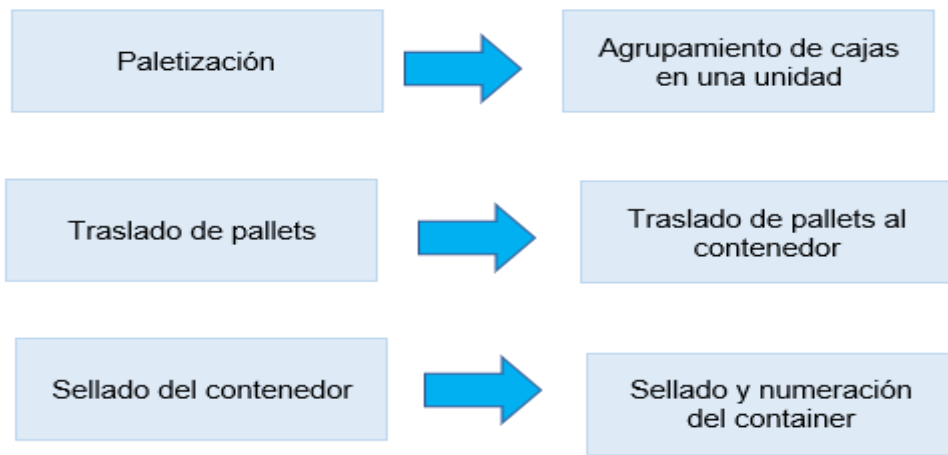 Paletización
Agrupamiento de cajas
en una unidad
Traslado de pallets
Traslado de pallets al
contenedor
Sellado del contenedor
Sellado y numeración
del container